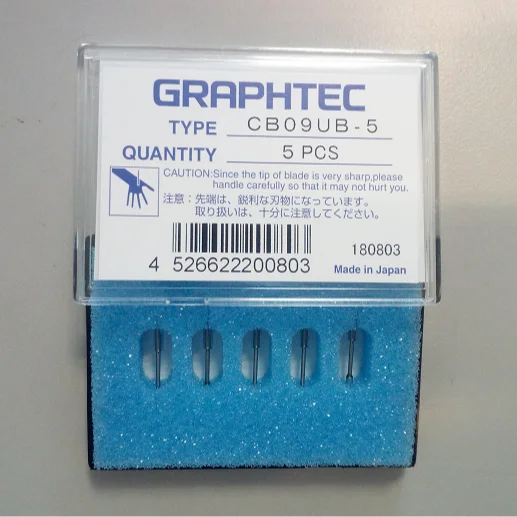 GRAPHTEC
TYPE CB09UB-5
QUANTITY 5 PCS
CAUTION:Since the tip of blade is very sharp,please
handle carefully so that it may not hurt you.
注意：先端は、鋭利な刃物になっています。
取り扱いは、十分に注意してください。
180803
4 526622200803
Made in Japan